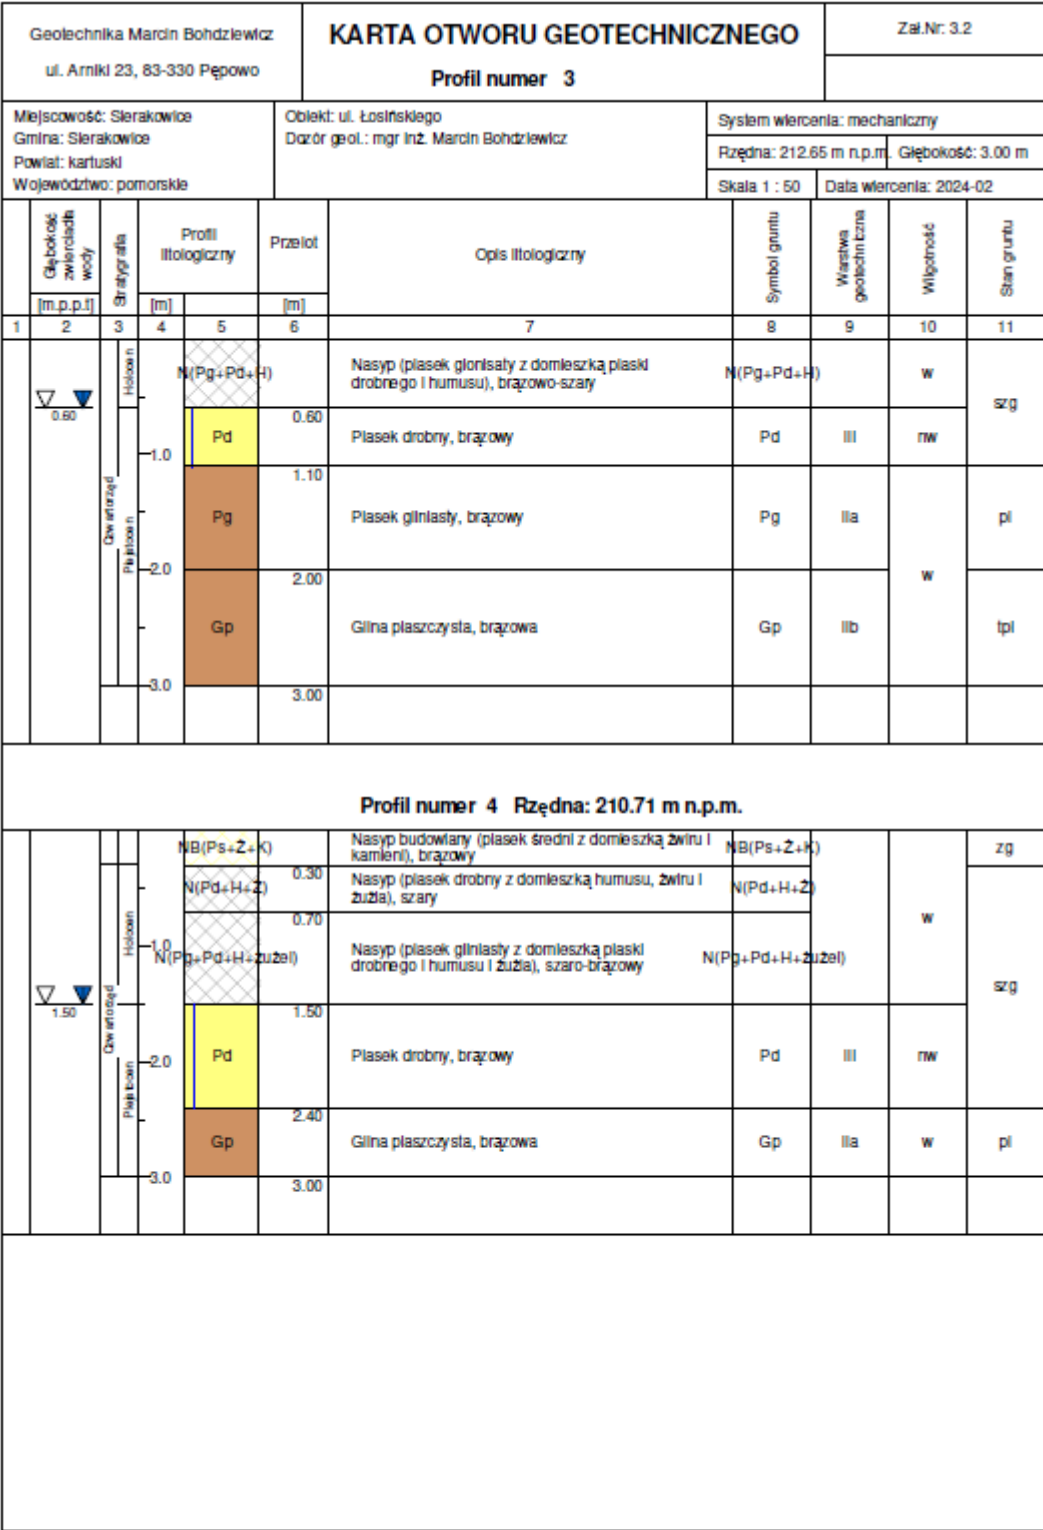 Geotechnika Marcin Bohdziewicz
ul. Arniki 23, 83-330 Pępowo
KARTA OTWORU GEOTECHNICZNEGO
Profil numer 3
Zał.Nr: 3.2
Miejscowość: Sierakowice
Gmina: Sierakowice
Powiat: kartuski
Województwo: pomorskie
Obiekt: ul. Łosińskiego
Dozór geol.: mgr inż. Marcin Bohdziewicz
System wiercenia: mechaniczny
Rzędna: 212.65 m n.p.m. Głębokość: 3.00 m
Skala 1 : 50 Data wiercenia: 2024-02
Głębokość zwierciadła wody
[m.p.p.t]
Stratygrafia
Profil litologiczny
[m]
Przelot
[m]
Opis litologiczny
Symbol gruntu
Warstwa geotechniczna
Wilgotność
Stan gruntu
1 2 3 4 5 6 7 8 9 10 11
Holocen
N(Pg+Pd+H)
Nasyp (piasek glonisaty z domieszką piaski
drobnego i humusu), brązowo-szary
N(Pg+Pd+H)
w
szg
0.60
0.60
Pd
Piasek drobny, brązowy
Pd III nw
1.0
1.10
Czwartorzęd
Plejstocen
Pg
Piasek gliniasty, brązowy
Pg IIa pl
2.0
2.00
w
Gp
Glina piaszczysta, brązowa
Gp IIb tpl
3.0
3.00
Profil numer 4 Rzędna: 210.71 m n.p.m.
NB(Ps+Ż+K)
Nasyp budowlany (piasek średni z domieszką żwiru i
kamieni), brązowy
NB(Ps+Ż+K)
zg
0.30
N(Pd+H+Ż)
Nasyp (piasek drobny z domieszką humusu, żwiru i
żużla), szary
N(Pd+H+Ż)
0.70
w
Holocen
1.0
N(Pg+Pd+H+żużel)
Nasyp (piasek gliniasty z domieszką piaski
drobnego i humusu i żużla), szaro-brązowy
N(Pg+Pd+H+żużel)
szg
1.50
1.50
Czwartorzęd
Pd
Piasek drobny, brązowy
Pd III nw
2.0
Plejstocen
2.40
Gp
Glina piaszczysta, brązowa
Gp IIa w pl
3.0
3.00